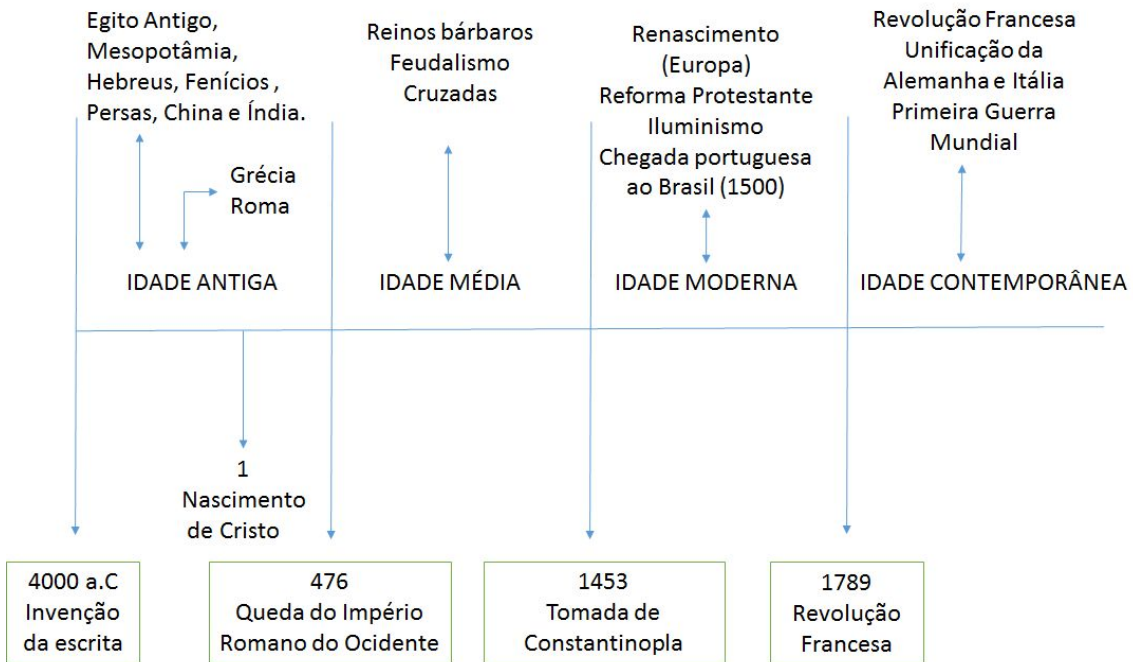 Egito Antigo,
Mesopotâmia,
Hebreus, Fenícios ,
Persas, China e Índia.
Grécia
Roma
IDADE ANTIGA
Reinos bárbaros
Feudalismo
Cruzadas
IDADE MÉDIA
Renascimento
(Europa)
Reforma Protestante
Iluminismo
Chegada portuguesa
ao Brasil (1500)
IDADE MODERNA
Revolução Francesa
Unificação da
Alemanha e Itália
Primeira Guerra
Mundial
IDADE CONTEMPORÂNEA
1
Nascimento
de Cristo
4000 a.C
Invenção
da escrita
476
Queda do Império
Romano do Ocidente
1453
Tomada de
Constantinopla
1789
Revolução
Francesa